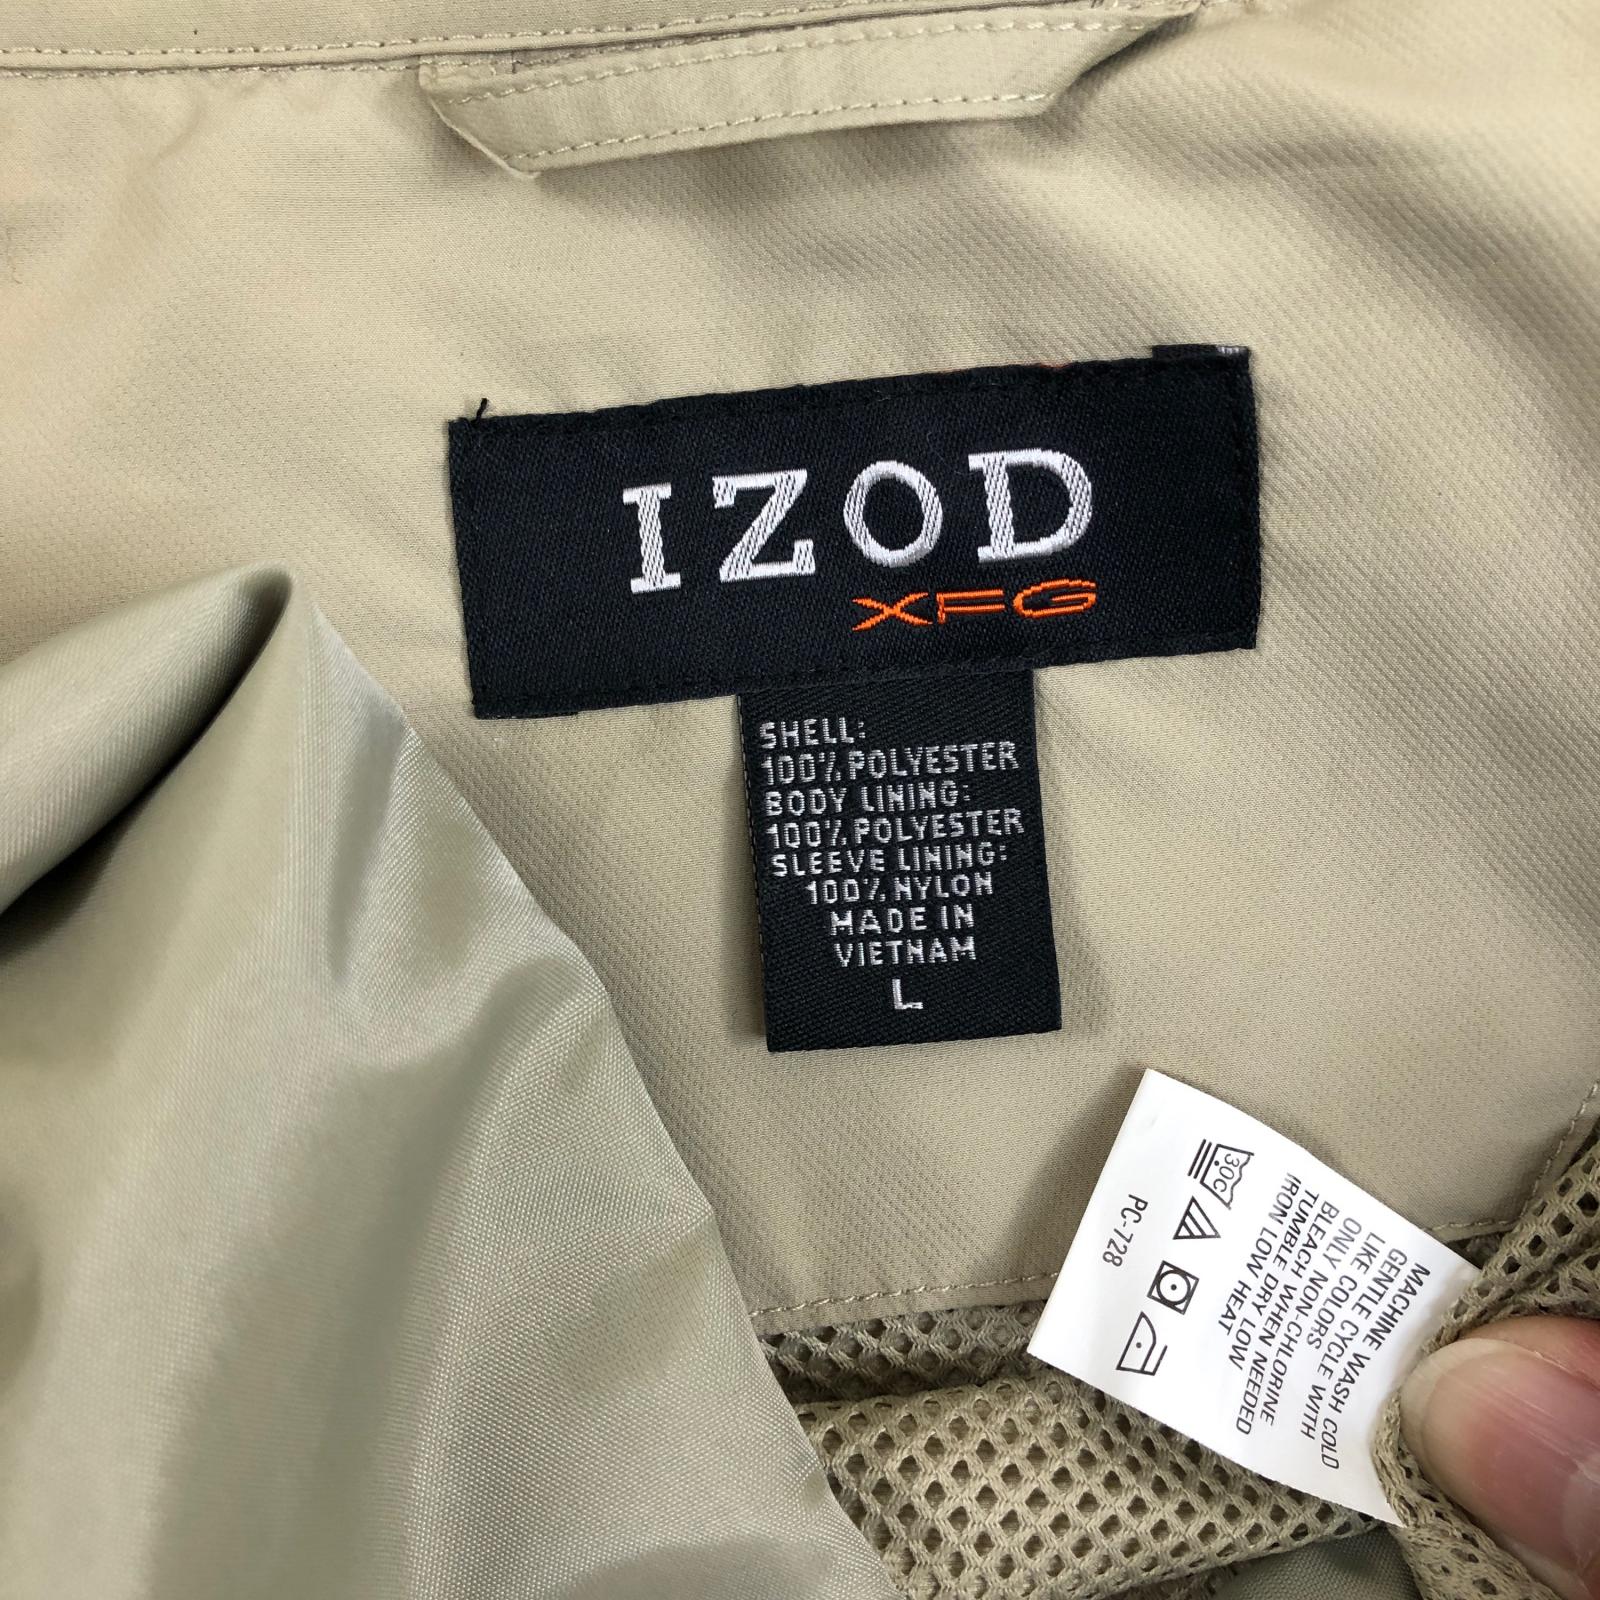 IZOD
XFG
SHELL:
100% POLYESTER
BODY LINING:
100% POLYESTER
SLEEVE LINING:
100% NYLON
MADE IN
VIETNAM
L
MACHINE WASH COLD
GENTLE CYCLE WITH
LIKE COLORS
ONLY NON-CHLORINE
BLEACH WHEN NEEDED
TUMBLE DRY LOW
IRON LOW HEAT
30C
PC-728